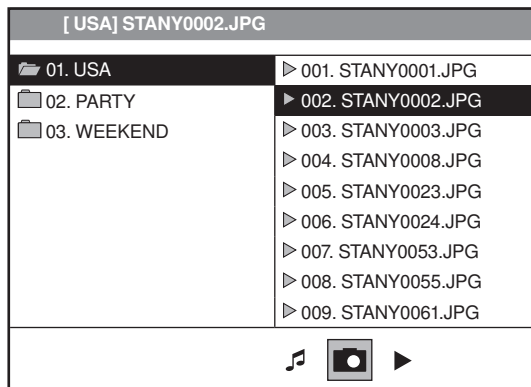 [ USA] STANY0002.JPG
01. USA
02. PARTY
03. WEEKEND
001. STANY0001.JPG
002. STANY0002.JPG
003. STANY0003.JPG
004. STANY0008.JPG
005. STANY0023.JPG
006. STANY0024.JPG
007. STANY0053.JPG
008. STANY0055.JPG
009. STANY0061.JPG